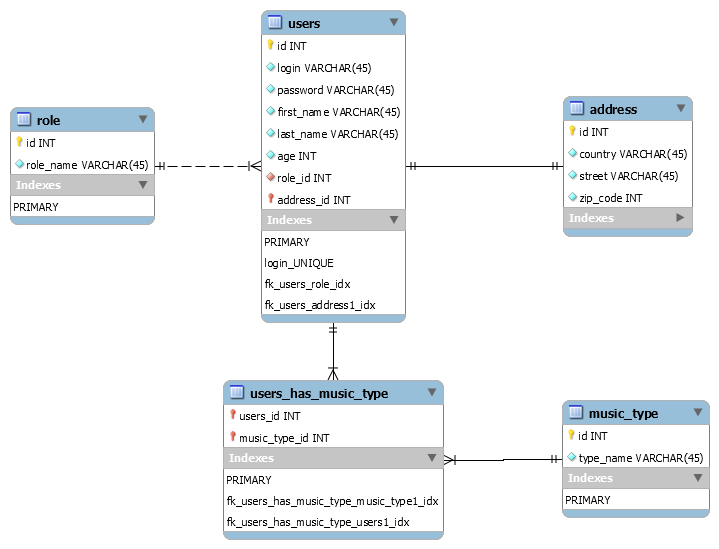 users
id INT
login VARCHAR(45)
password VARCHAR(45)
first_name VARCHAR(45)
last_name VARCHAR(45)
age INT
role_id INT
address_id INT
Indexes
PRIMARY
login_UNIQUE
fk_users_role_idx
fk_users_address1_idx
role
id INT
role_name VARCHAR(45)
Indexes
PRIMARY
address
id INT
country VARCHAR(45)
street VARCHAR(45)
zip_code INT
Indexes
users_has_music_type
users_id INT
music_type_id INT
Indexes
PRIMARY
fk_users_has_music_type_music_type1_idx
fk_users_has_music_type_users1_idx
music_type
id INT
type_name VARCHAR(45)
Indexes
PRIMARY